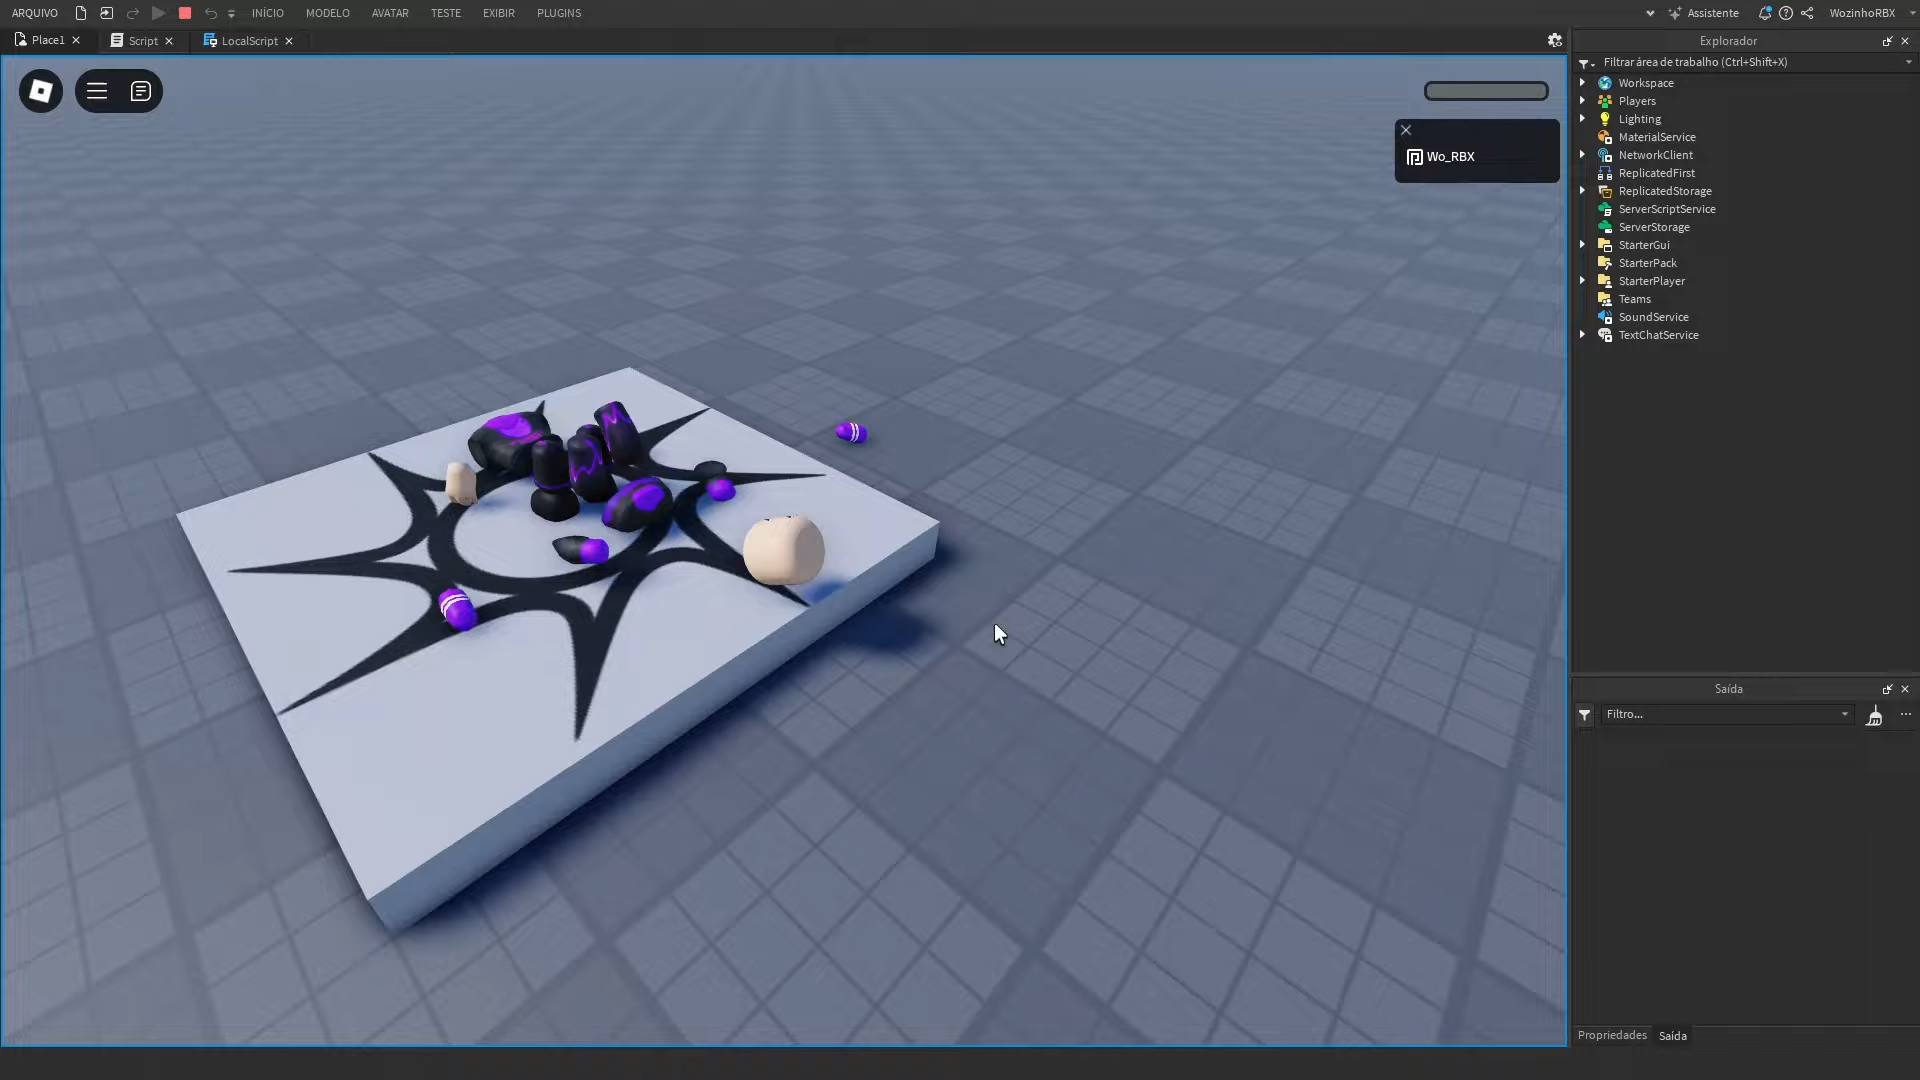 ARQUIVO
INÍCIO
MODELO
AVATAR
TESTE
EXIBIR
PLUGINS
Assistente
WozinhoRBX
Place1
Script
LocalScript
Explorador
Filtrar área de trabalho (Ctrl+Shift+X)
Workspace
Players
Lighting
MaterialService
NetworkClient
ReplicatedFirst
ReplicatedStorage
ServerScriptService
ServerStorage
StarterGui
StarterPack
StarterPlayer
Teams
SoundService
TextChatService
Wo_RBX
Saída
Filtro...
Propriedades
Saída